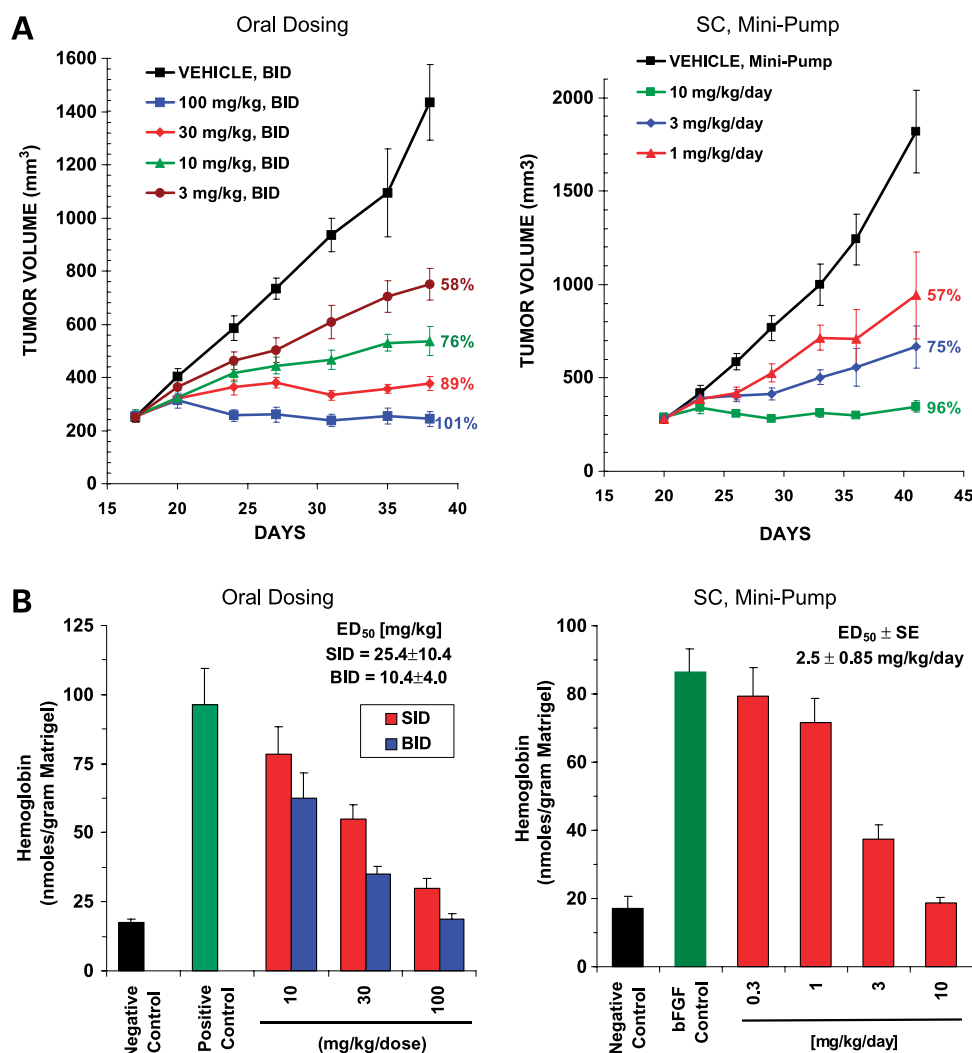 A
Oral Dosing
SC, Mini-Pump
VEHICLE, BID
100 mg/kg, BID
30 mg/kg, BID
10 mg/kg, BID
3 mg/kg, BID
TUMOR VOLUME (mm³)
1600
1400
1200
1000
800
600
400
200
0
58%
76%
89%
101%
15 20 25 30 35 40
DAYS
VEHICLE, Mini-Pump
10 mg/kg/day
3 mg/kg/day
1 mg/kg/day
TUMOR VOLUME (mm3)
2000
1500
1000
500
0
57%
75%
96%
15 20 25 30 35 40 45
DAYS
B
Oral Dosing
SC, Mini-Pump
ED₅₀ [mg/kg]
SID = 25.4±10.4
BID = 10.4±4.0
SID
BID
Hemoglobin
(nmoles/gram Matrigel)
125
100
75
50
25
0
Negative
Control
Positive
Control
10
30
100
(mg/kg/dose)
ED₅₀ ± SE
2.5 ± 0.85 mg/kg/day
Hemoglobin
(nmoles/gram Matrigel)
100
80
60
40
20
0
Negative
Control
bFGF
Control
0.3
1
3
10
[mg/kg/day]